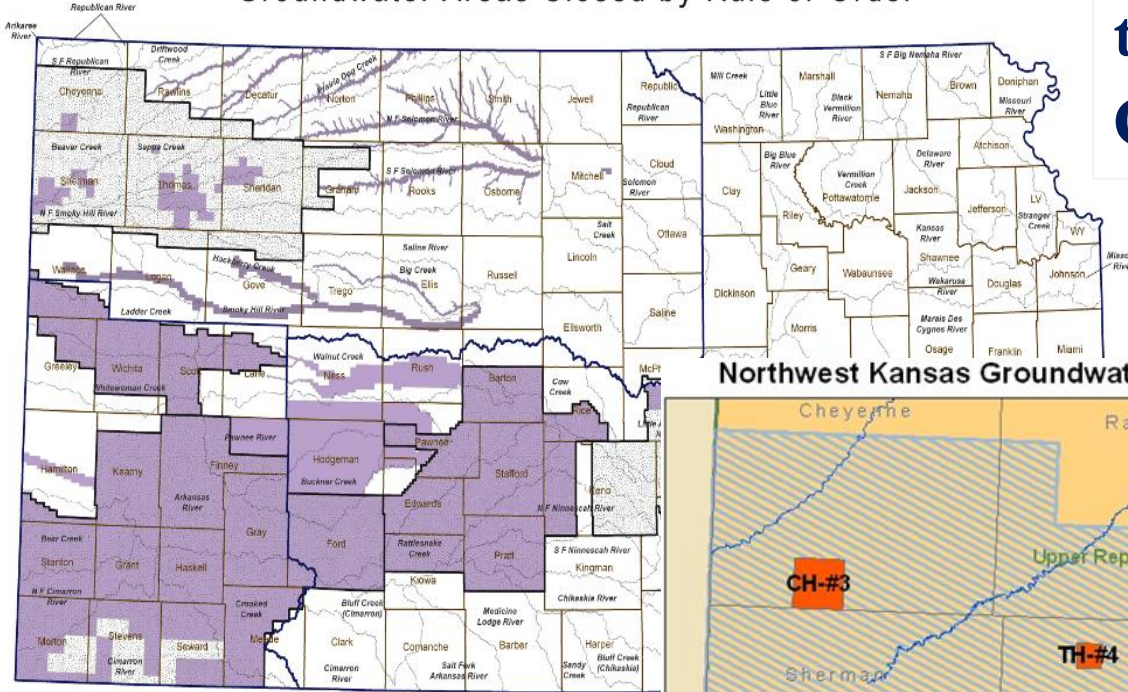 Republican River
Arikaree River
S F Republican River
Driftwood Creek
Prairie Dog Creek
S F Big Nemaha River
Cheyenne
Rawlins
Decatur
Norton
Phillips
Smith
Jewell
Republic
Republican River
Mill Creek
Washington
Little Blue River
Marshall
Black Vermillion River
Nemaha
Brown
Doniphan
Missouri River
N F Solomon River
Beaver Creek
Sappa Creek
Sherman
Thomas
Sheridan
Graham
S F Solomon River
Rooks
Osborne
Mitchell
Cloud
Solomon River
Clay
Big Blue River
Riley
Vermillion Creek
Pottawatomie
Delaware River
Jackson
Atchison
Jefferson
LV
Stranger Creek
WY
N F Smoky Hill River
Salt Creek
Ottawa
Kansas River
Shawnee
Wakarusa River
Douglas
Johnson
Wallace
Logan
Hackberry Creek
Gove
Trego
Saline River
Big Creek
Ellis
Russell
Lincoln
Dickinson
Geary
Wabaunsee
Ladder Creek
Smoky Hill River
Ellsworth
Saline
Morris
Marais Des Cygnes River
Osage
Franklin
Miami
Greeley
Wichita
Whitewoman Creek
Lane
Walnut Creek
Ness
Rush
Barton
Cow Creek
Rice
Hamilton
Kearny
Finney
Pawnee River
Hodgeman
Buckner Creek
Pawnee
Stafford
Reno
Arkansas River
Edwards
N F Ninnescah River
Bear Creek
Stanton
Grant
Haskell
Gray
Ford
Rattlesnake Creek
Pratt
S F Ninnescah River
Kingman
N F Cimarron River
Kiowa
Chikaskia River
Crooked Creek
Bluff Creek (Cimarron)
Medicine Lodge River
Morton
Stevens
Cimarron River
Seward
Meade
Clark
Cimarron River
Comanche
Salt Fork Arkansas River
Barber
Harper
Sandy Creek
Bluff Creek (Chikaskia)
Northwest Kansas
Cheyenne
Upper
CH-#3
TH-#4
Sherman